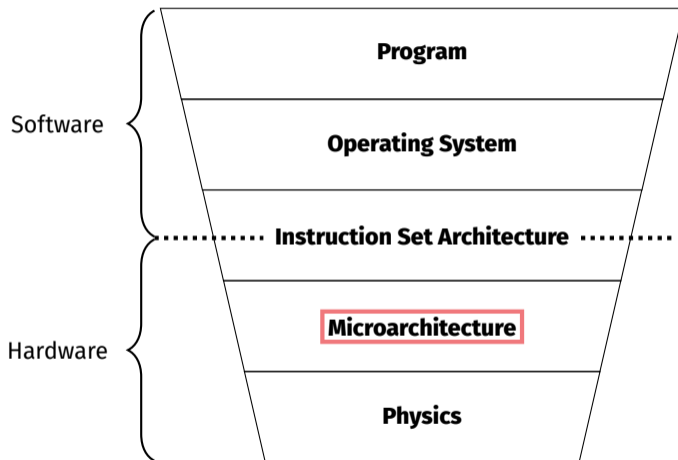 Program
Software
Operating System
Instruction Set Architecture
Microarchitecture
Hardware
Physics